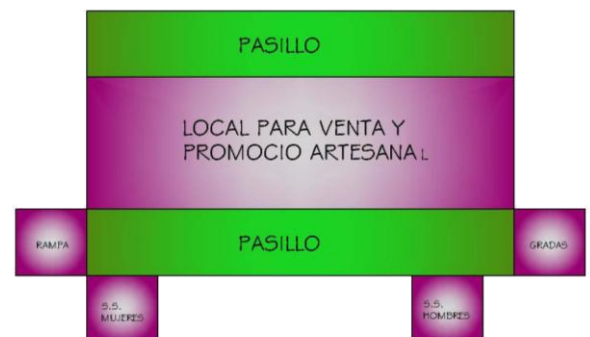 PASILLO
LOCAL PARA VENTA Y
PROMOCIO ARTESANA L
RAMPA
PASILLO
GRADAS
S.S.
MUJERES
S.S.
HOMBRES